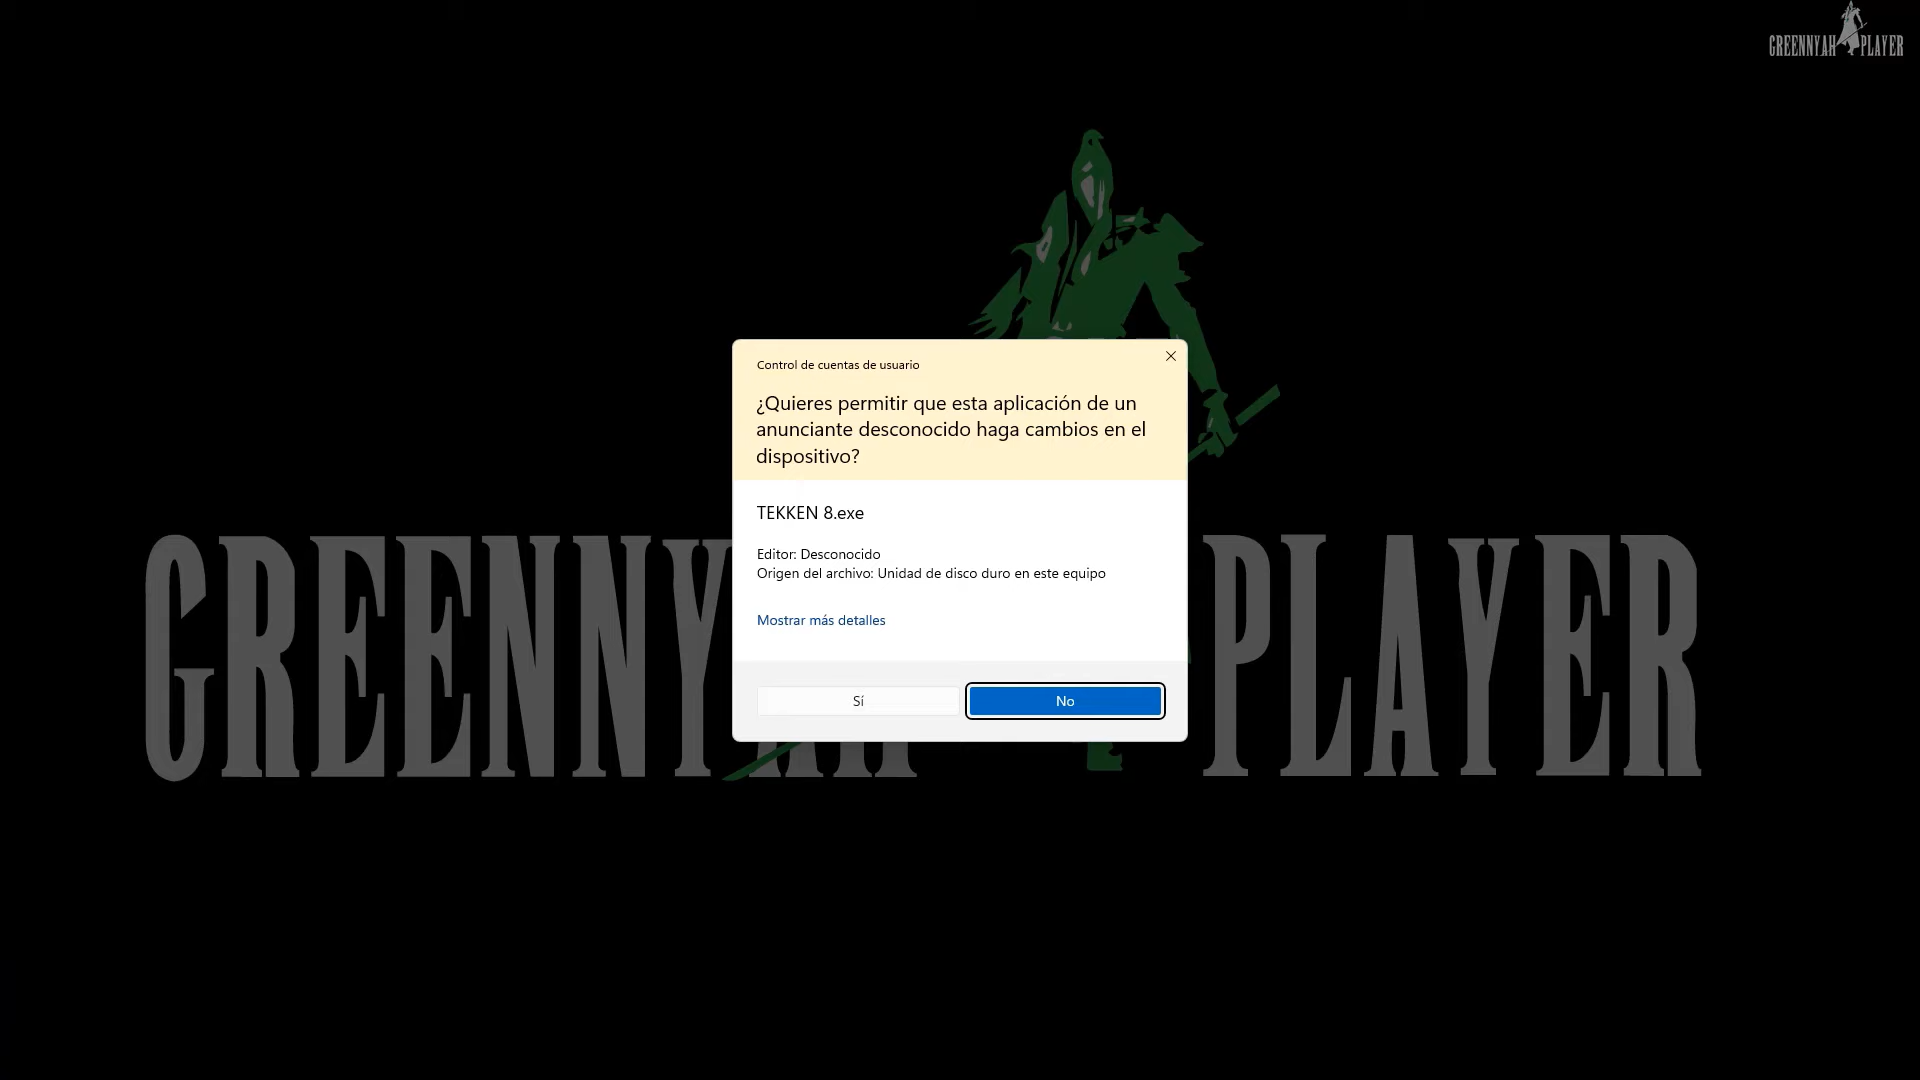 GREENNYAH PLAYER
Control de cuentas de usuario
¿Quieres permitir que esta aplicación de un
anunciante desconocido haga cambios en el
dispositivo?
TEKKEN 8.exe
Editor: Desconocido
Origen del archivo: Unidad de disco duro en este equipo
Mostrar más detalles
Sí
No
GREENNYAH PLAYER